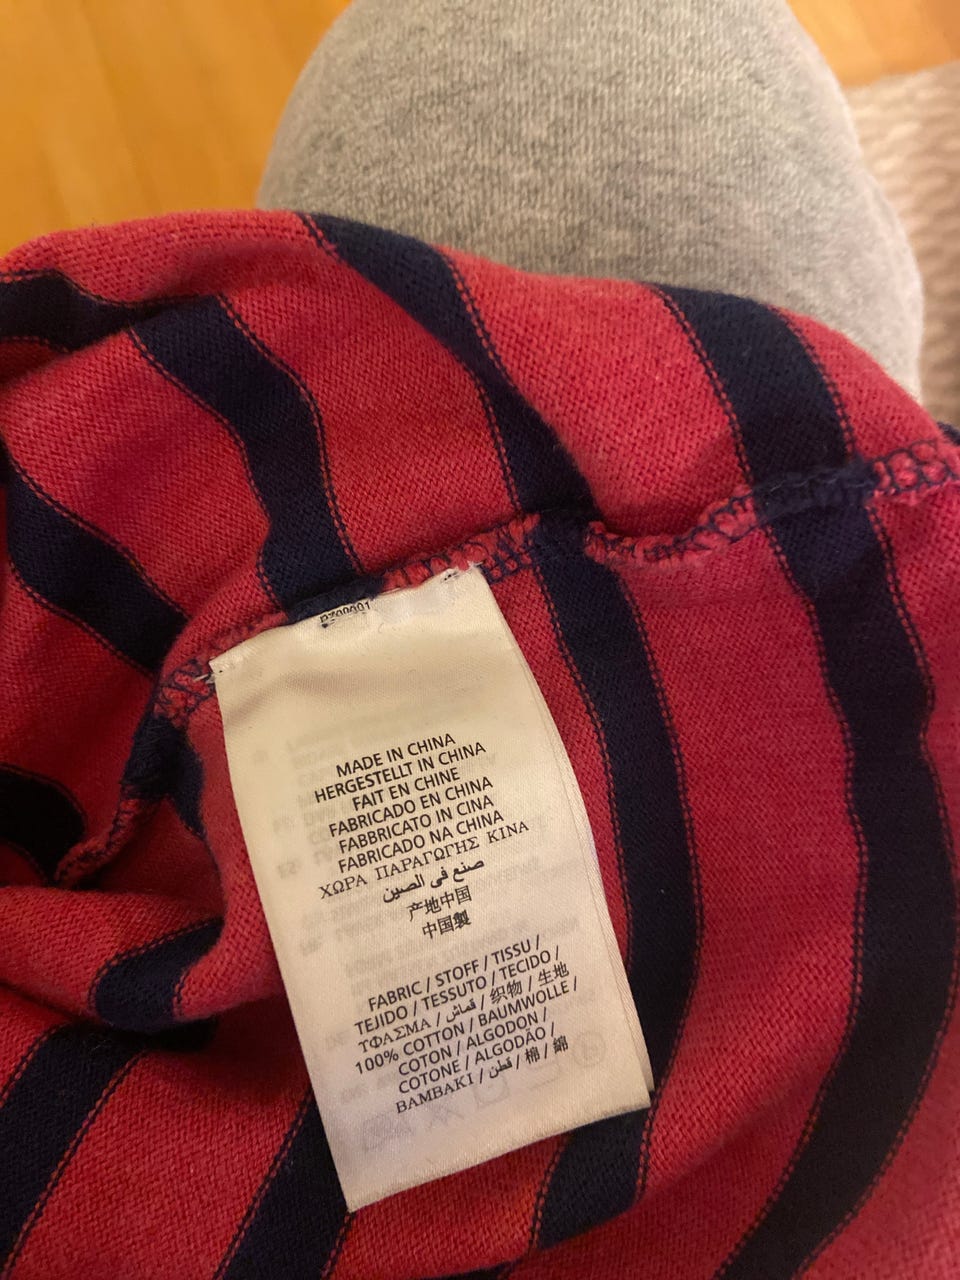 MADE IN CHINA
HERGESTELLT IN CHINA
FAIT EN CHINE
FABRICADO EN CHINA
FABBRICATO IN CINA
FABRICADO NA CHINA
ΧΩΡΑ ΠΑΡΑΓΩΓΗΣ ΚΙΝΑ
صنع في الصين
产地中国
中国製
FABRIC / STOFF / TISSU /
TEJIDO / TESSUTO / TECIDO /
ΤΦΑΣΜΑ / قماش / 织物 / 生地
100% COTTON / BAUMWOLLE /
COTON / ALGODON /
COTONE / ALGODÃO /
BAMBAKI / قطن / 棉 / 綿